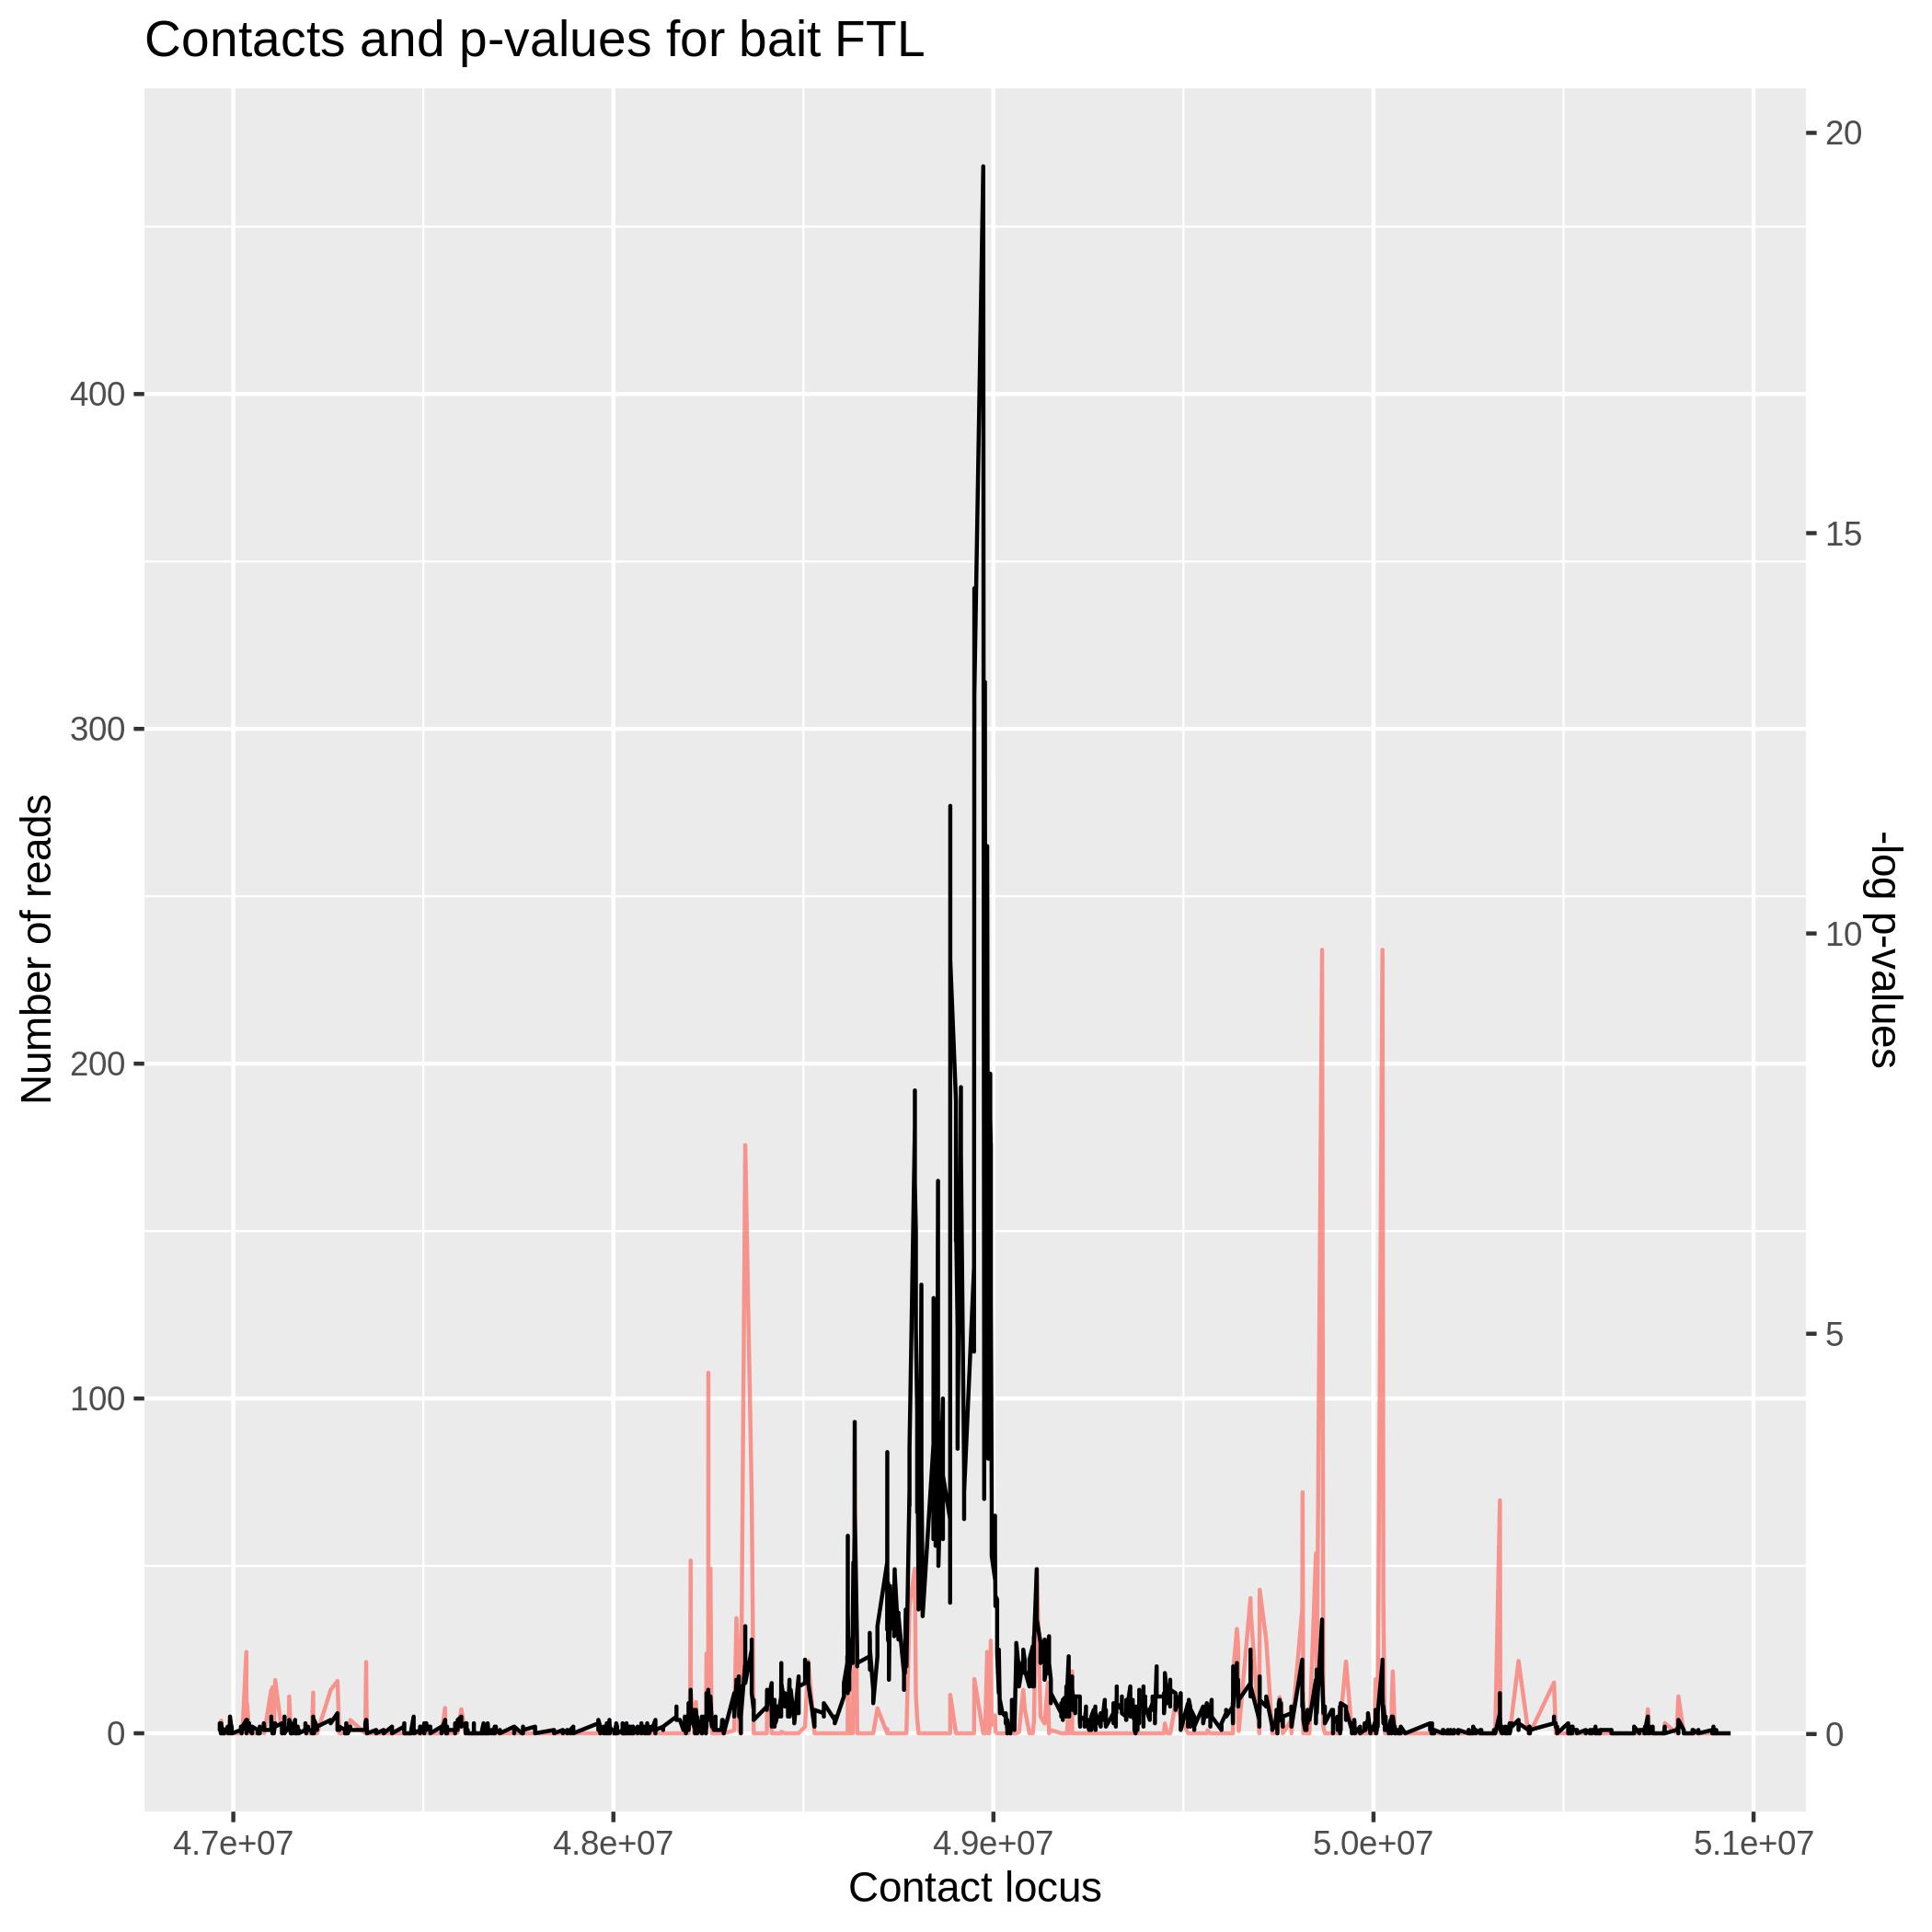 Contacts and p-values for bait FTL
Number of reads
400
300
200
100
0
20
15
10
5
0
-log p-values
4.7e+07
4.8e+07
4.9e+07
5.0e+07
5.1e+07
Contact locus